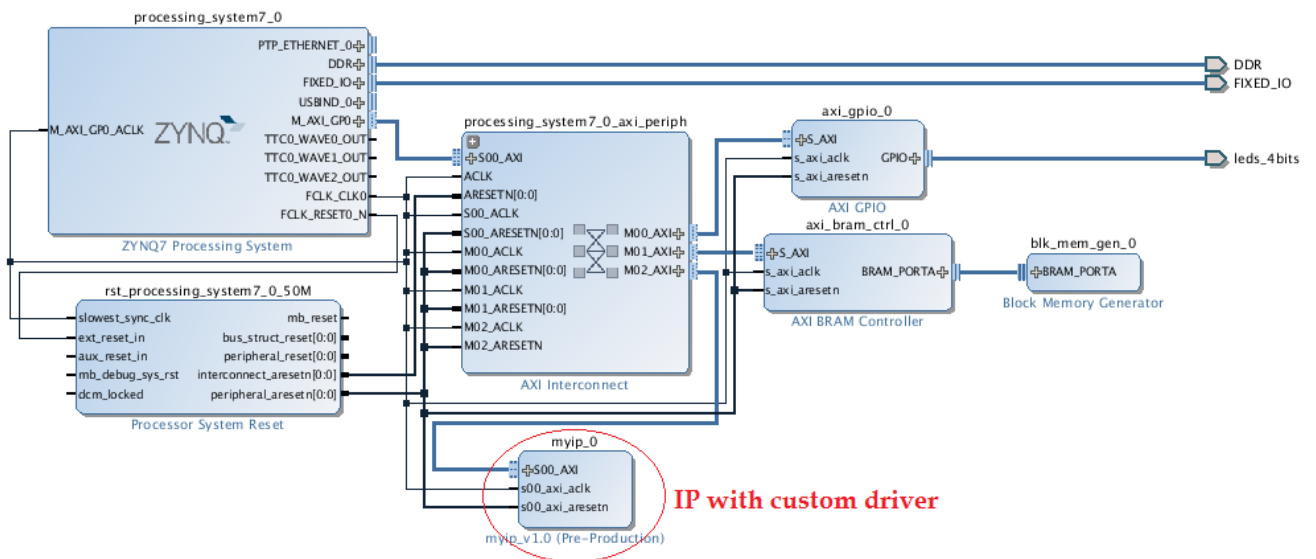 processing_system7_0
PTP_ETHERNET_0
DDR
FIXED_IO
USBIND_0
M_AXI_GP0
TTC0_WAVE0_OUT
TTC0_WAVE1_OUT
TTC0_WAVE2_OUT
FCLK_CLK0
FCLK_RESET0_N
M_AXI_GP0_ACLK
ZYNQ
ZYNQ7 Processing System
rst_processing_system7_0_50M
slowest_sync_clk
ext_reset_in
aux_reset_in
mb_debug_sys_rst
dcm_locked
mb_reset
bus_struct_reset[0:0]
peripheral_reset[0:0]
interconnect_aresetn[0:0]
peripheral_aresetn[0:0]
Processor System Reset
processing_system7_0_axi_periph
S00_AXI
ACLK
ARESETN[0:0]
S00_ACLK
S00_ARESETN[0:0]
M00_ACLK
M00_ARESETN[0:0]
M01_ACLK
M01_ARESETN[0:0]
M02_ACLK
M02_ARESETN
M00_AXI
M01_AXI
M02_AXI
AXI Interconnect
axi_gpio_0
S_AXI
s_axi_aclk
s_axi_aresetn
GPIO
AXI GPIO
axi_bram_ctrl_0
S_AXI
s_axi_aclk
s_axi_aresetn
BRAM_PORTA
AXI BRAM Controller
blk_mem_gen_0
BRAM_PORTA
Block Memory Generator
DDR
FIXED_IO
leds_4bits
myip_0
S00_AXI
s00_axi_aclk
s00_axi_aresetn
myip_v1.0 (Pre-Production)
IP with custom driver